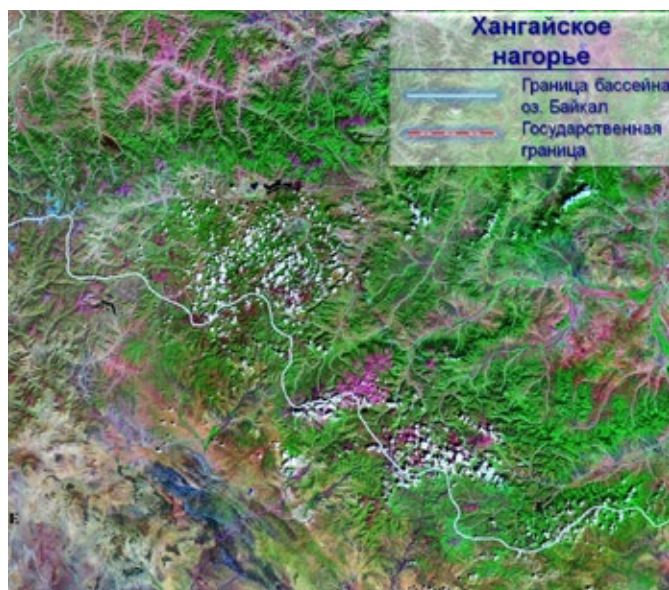 Хангайское
нагорье
Граница бассейна
оз. Байкал
Государственная
граница